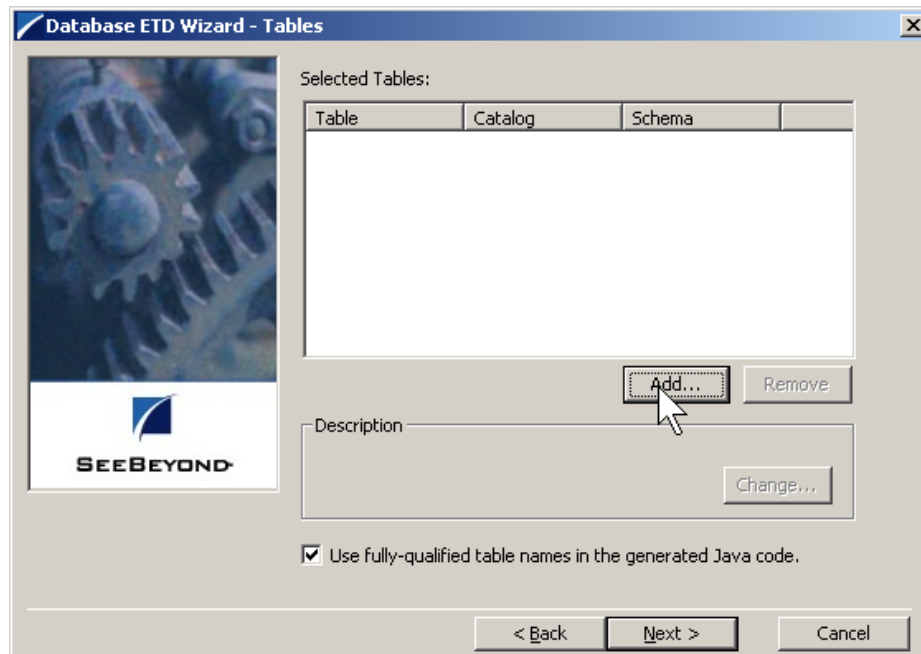 Database ETD Wizard - Tables
Selected Tables:
Table Catalog Schema
Add... Remove
Description
SEEBEYOND
Change...
Use fully-qualified table names in the generated Java code.
< Back Next > Cancel